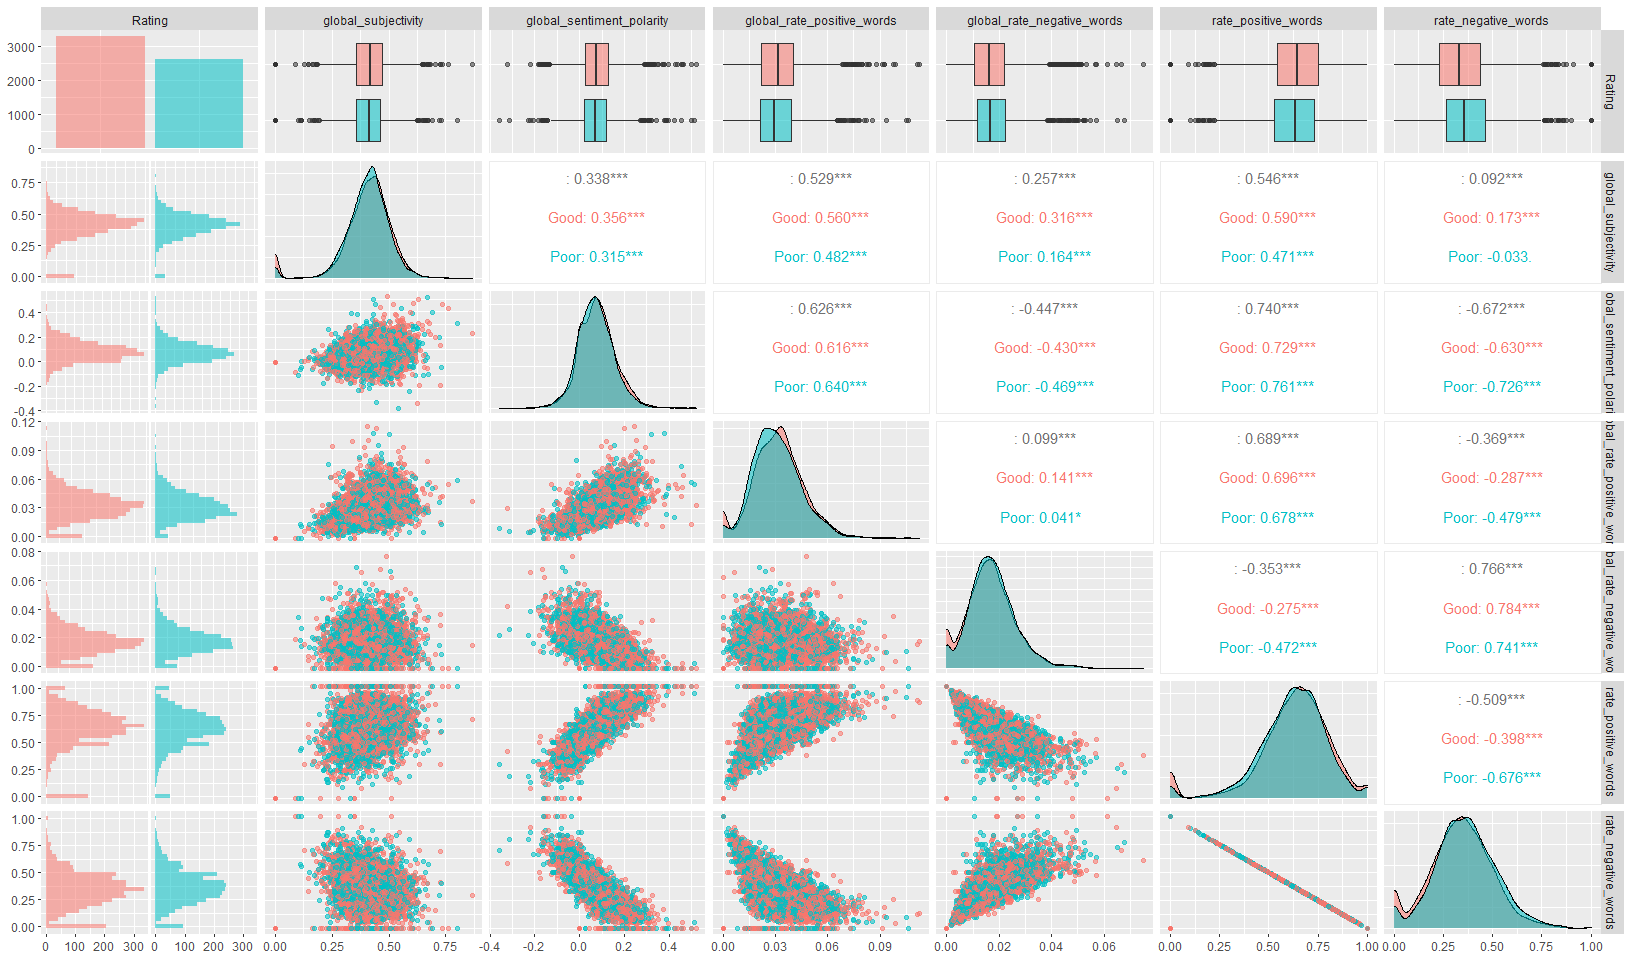 Rating global_subjectivity global_sentiment_polarity global_rate_positive_words global_rate_negative_words rate_positive_words rate_negative_words
3000
2000
1000
0
Rating
: 0.338*** : 0.529*** : 0.257*** : 0.546*** : 0.092***
Good: 0.356*** Good: 0.560*** Good: 0.316*** Good: 0.590*** Good: 0.173***
Poor: 0.315*** Poor: 0.482*** Poor: 0.164*** Poor: 0.471*** Poor: -0.033.
0.75
0.50
0.25
0.00
global_subjectivity
: 0.626*** : -0.447*** : 0.740*** : -0.672***
Good: 0.616*** Good: -0.430*** Good: 0.729*** Good: -0.630***
Poor: 0.640*** Poor: -0.469*** Poor: 0.761*** Poor: -0.726***
0.4
0.2
0.0
-0.2
-0.4
obal_sentiment_polari
: 0.099*** : 0.689*** : -0.369***
Good: 0.141*** Good: 0.696*** Good: -0.287***
Poor: 0.041* Poor: 0.678*** Poor: -0.479***
0.12
0.09
0.06
0.03
0.00
bal_rate_positive_wor
: -0.353*** : 0.766***
Good: -0.275*** Good: 0.784***
Poor: -0.472*** Poor: 0.741***
0.08
0.06
0.04
0.02
0.00
bal_rate_negative_wo
: -0.509***
Good: -0.398***
Poor: -0.676***
1.00
0.75
0.50
0.25
0.00
rate_positive_words
1.00
0.75
0.50
0.25
0.00
rate_negative_words
0 100 200 300 0 100 200 300 0.00 0.25 0.50 0.75 -0.4 -0.2 0.0 0.2 0.4 0.00 0.03 0.06 0.09 0.00 0.02 0.04 0.06 0.00 0.25 0.50 0.75 1.00 0.00 0.25 0.50 0.75 1.00